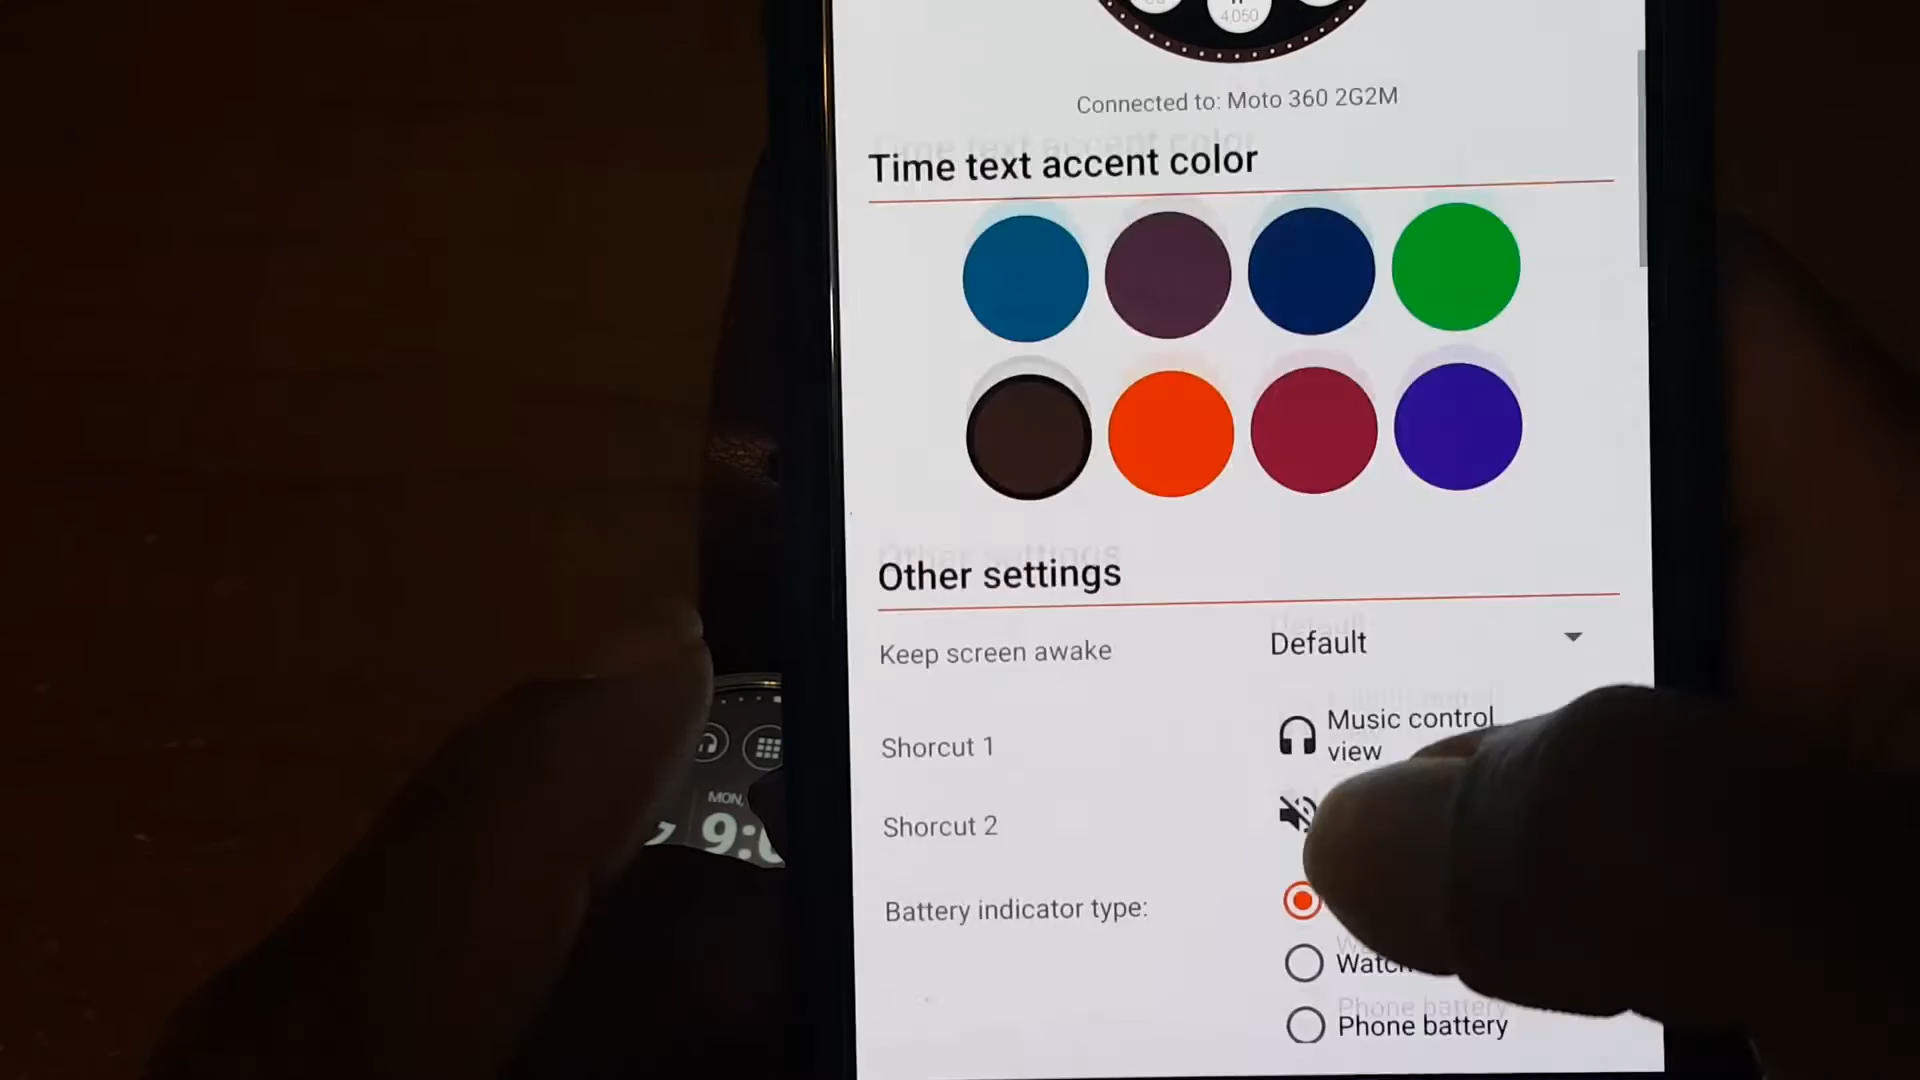 4,050
Connected to: Moto 360 2G2M
Time text accent color
Other settings
Keep screen awake
Default
Shorcut 1
Music control
view
Shorcut 2
Battery indicator type:
Watch
Phone battery
MON,